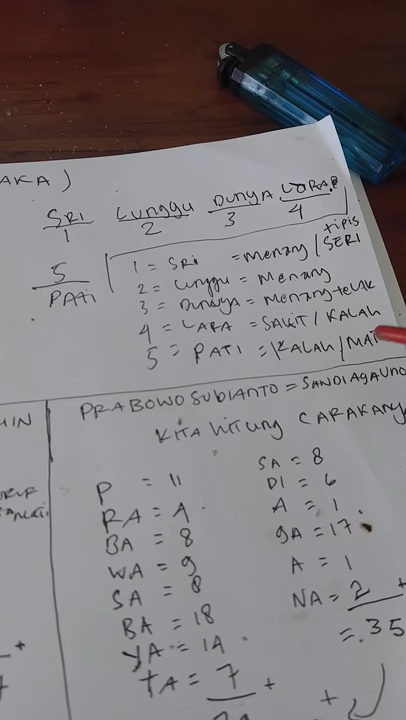 AKA)
SRI LUNGGU DUNYA LORA
1 2 3 4
5
PATI
tipis
1 = SRI = MENANG / SERI
2 = LUNGGU = MENANG
3 = DUNYA = MENANG telak
4 = LARA = SAKIT / KALAH
5 = PATI = KALAH / MATI
PRABOWO SUBIANTO = SANDIAGA UNO
KITA HITUNG CARAKANY
P = 11
RA = 4
BA = 8
WA = 9
SA = 8
BA = 18
YA = 14
TA = 7 +
SA = 8
DI = 6
A = 1
GA = 17
A = 1
NA = 2 +
= 35
+